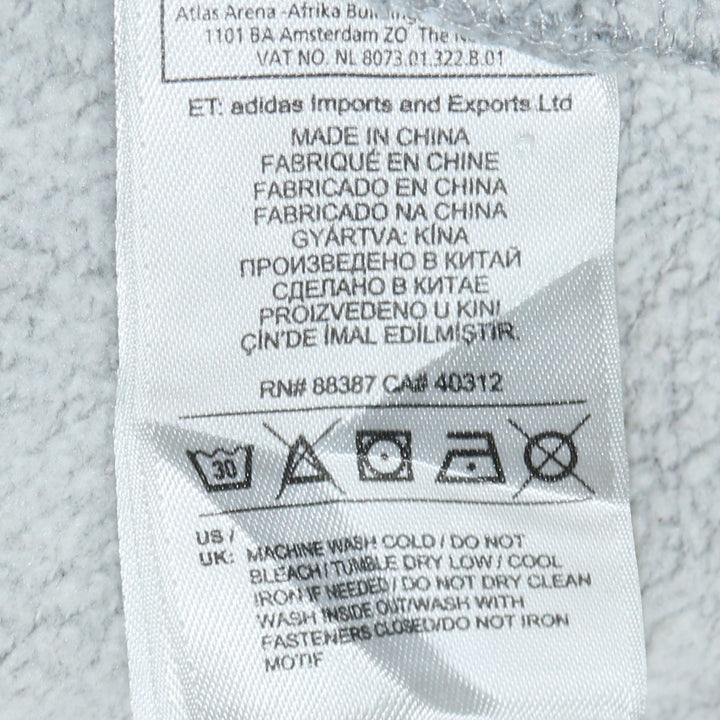 Atlas Arena -Afrika
1101 BA Amsterdam ZO The
VAT NO. NL 8073.01.322.B.01
ET: adidas Imports and Exports Ltd
MADE IN CHINA
FABRIQUÉ EN CHINE
FABRICADO EN CHINA
FABRICADO NA CHINA
GYÁRTVA: KÍNA
ПРОИЗВЕДЕНО В КИТАЙ
СДЕЛАНО В КИТАЕ
PROIZVEDENO U KINI
ÇİN'DE İMAL EDİLMİŞTİR.
RN# 88387 CA# 40312
30
US /
UK: MACHINE WASH COLD / DO NOT
BLEACH / TUMBLE DRY LOW / COOL
IRON IF NEEDED / DO NOT DRY CLEAN
WASH INSIDE OUT/WASH WITH
FASTENERS CLOSED/DO NOT IRON
MOTIF